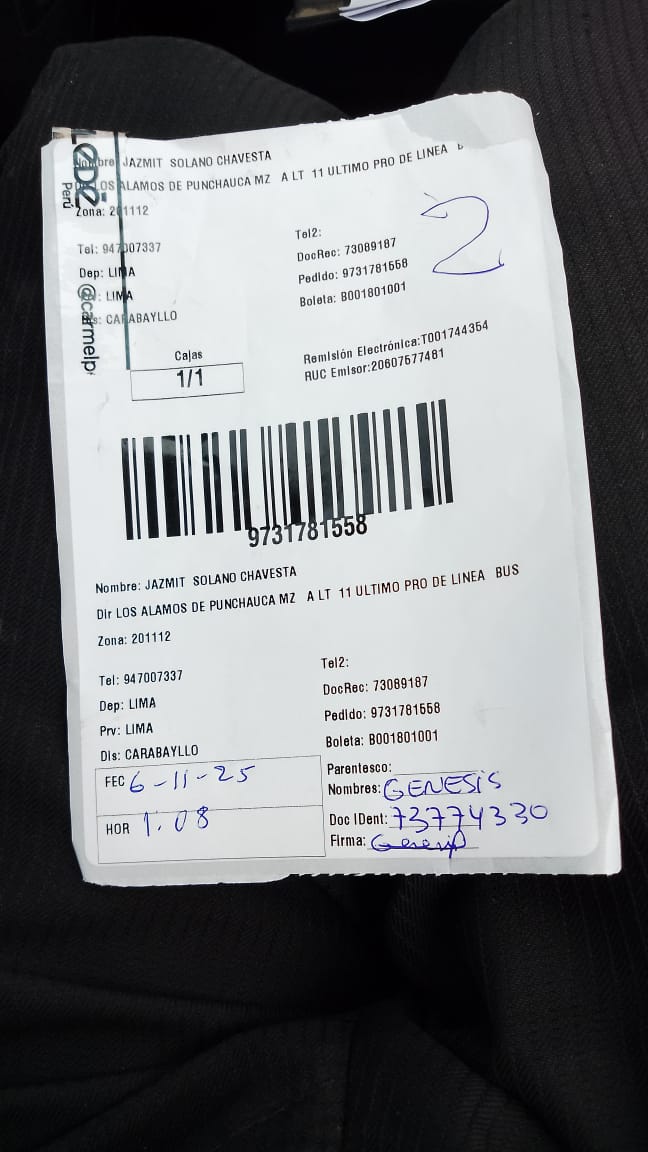 Lede
Perú
@carmelp
Nombre JAZMIT SOLANO CHAVESTA
LOS ALAMOS DE PUNCHAUCA MZ A LT 11 ULTIMO PRO DE LINEA
2
Zona: 201112
Tel: 947007337
Tel2:
Dep: LIMA
DocRec: 73089187
: LIMA
Pedido: 9731781558
s: CARABAYLLO
Boleta: B001801001
Cajas
1/1
Remisión Electrónica:T001744354
RUC Emisor:20607577481
9731781558
Nombre: JAZMIT SOLANO CHAVESTA
Dir LOS ALAMOS DE PUNCHAUCA MZ A LT 11 ULTIMO PRO DE LINEA BUS
Zona: 201112
Tel: 947007337
Tel2:
Dep: LIMA
DocRec: 73089187
Prv: LIMA
Pedido: 9731781558
Dis: CARABAYLLO
Boleta: B001801001
FEC 6-11-25
Parentesco:
Nombres: GENESIS
HOR 1.08
Doc IDent: 73774330
Firma: Genesis